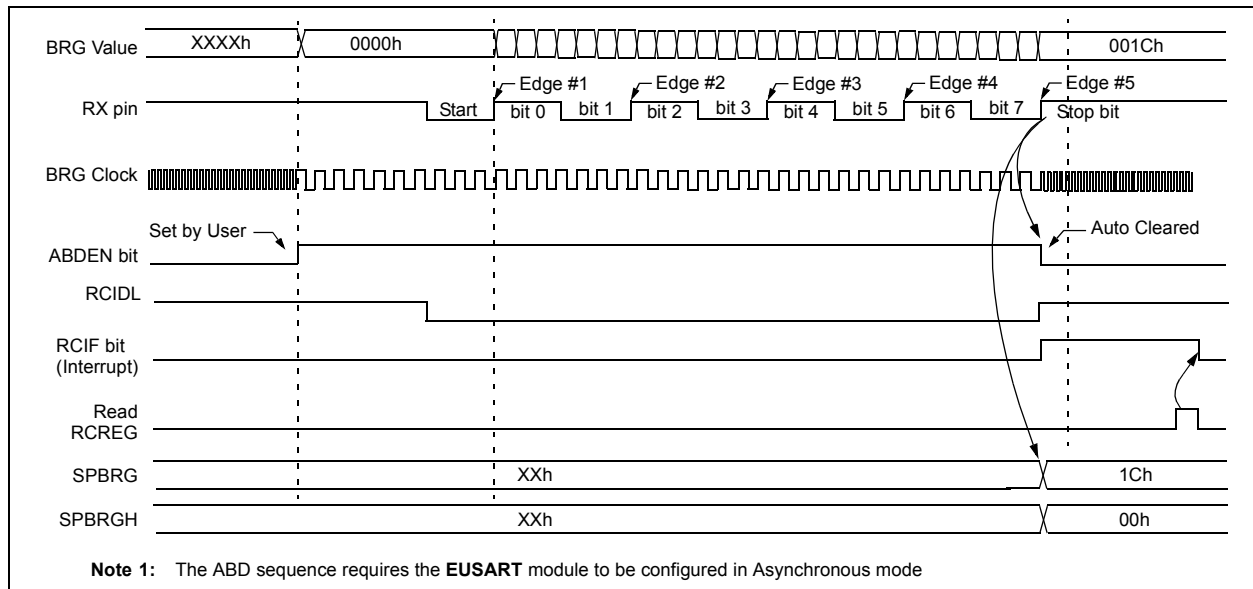 BRG Value XXXXh 0000h 001Ch
Edge #1 Edge #2 Edge #3 Edge #4 Edge #5
RX pin Start bit 0 bit 1 bit 2 bit 3 bit 4 bit 5 bit 6 bit 7 Stop bit
BRG Clock
Set by User Auto Cleared
ABDEN bit
RCIDL
RCIF bit
(Interrupt)
Read
RCREG
SPBRG XXh 1Ch
SPBRGH XXh 00h
Note 1: The ABD sequence requires the EUSART module to be configured in Asynchronous mode